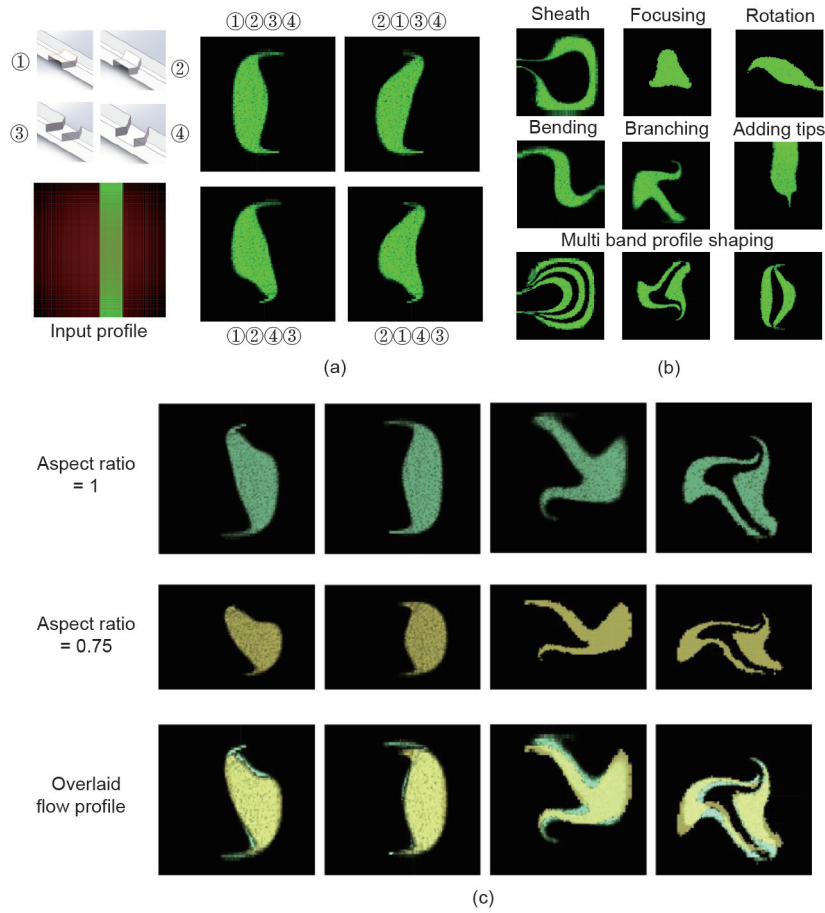 ①②③④
②①③④
①
②
③
④
Input profile
①②④③
②①④③
(a)
Sheath
Focusing
Rotation
Bending
Branching
Adding tips
Multi band profile shaping
(b)
Aspect ratio
= 1
Aspect ratio
= 0.75
Overlaid
flow profile
(c)